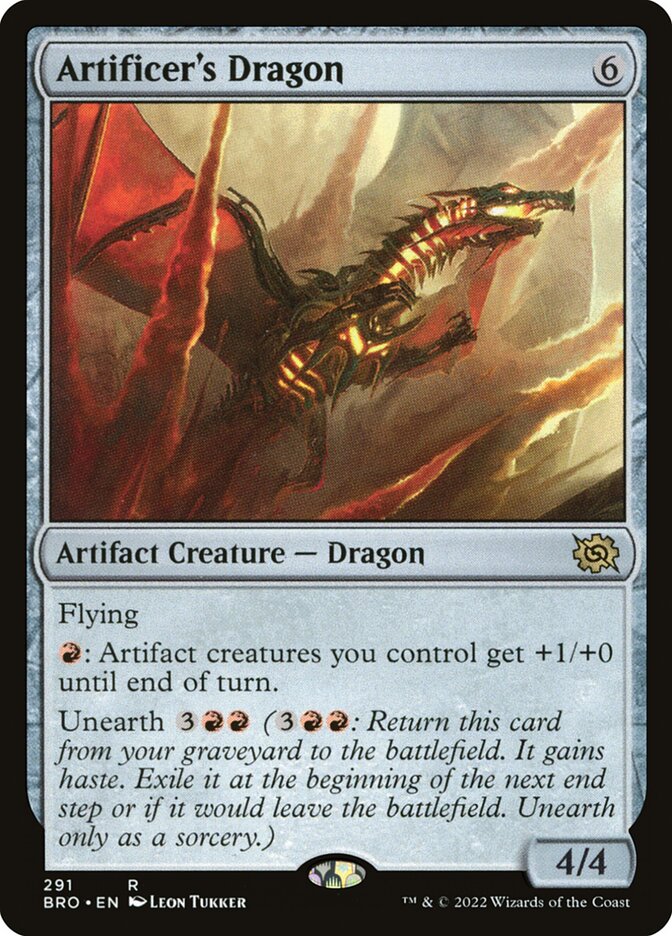 Artificer's Dragon 6
Artifact Creature — Dragon
Flying
: Artifact creatures you control get +1/+0
until end of turn.
Unearth 3 (3: Return this card
from your graveyard to the battlefield. It gains
haste. Exile it at the beginning of the next end
step or if it would leave the battlefield. Unearth
only as a sorcery.)
4/4
291 R
BRO • EN Leon Tukker
™ & © 2022 Wizards of the Coast